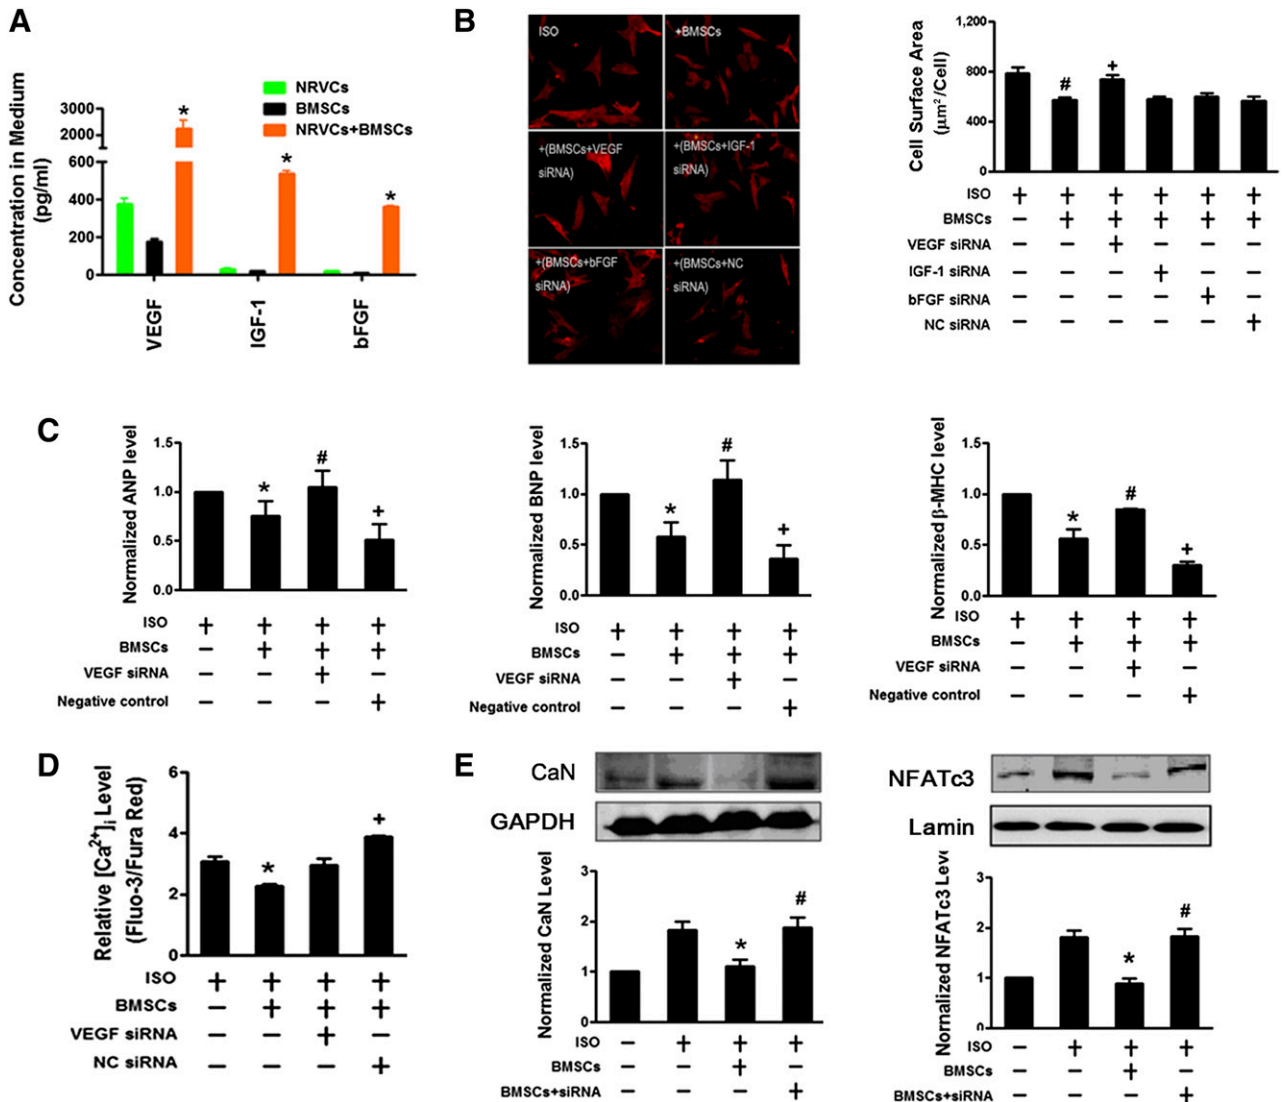 A
NRVCs
BMSCs
NRVCs+BMSCs
Concentration in Medium
(pg/ml)
3000
2000
600
400
200
0
*
*
*
VEGF
IGF-1
bFGF
B
ISO
+BMSCs
+(BMSCs+VEGF
siRNA)
+(BMSCs+IGF-1
siRNA)
+(BMSCs+bFGF
siRNA)
+(BMSCs+NC
siRNA)
Cell Surface Area
(μm²/Cell)
1,200
800
400
0
#
+
ISO + + + + + +
BMSCs − + + + + +
VEGF siRNA − − + − − −
IGF-1 siRNA − − − + − −
bFGF siRNA − − − − + −
NC siRNA − − − − − +
C
Normalized ANP level
1.5
1.0
0.5
0.0
*
#
+
ISO + + + +
BMSCs − + + +
VEGF siRNA − − + −
Negative control − − − +
Normalized BNP level
1.5
1.0
0.5
0.0
*
#
+
ISO + + + +
BMSCs − + + +
VEGF siRNA − − + −
Negative control − − − +
Normalized β-MHC level
1.5
1.0
0.5
0.0
*
#
+
ISO + + + +
BMSCs − + + +
VEGF siRNA − − + −
Negative control − − − +
D
Relative [Ca²⁺]i Level
(Fluo-3/Fura Red)
6
4
2
0
*
+
ISO + + + +
BMSCs − + + +
VEGF siRNA − − + −
NC siRNA − − − +
E
CaN
GAPDH
Normalized CaN Level
3
2
1
0
*
#
ISO − + + +
BMSCs − − + −
BMSCs+siRNA − − − +
NFATc3
Lamin
Normalized NFATc3 Leve
3
2
1
0
*
#
ISO − + + +
BMSCs − − + −
BMSCs+siRNA − − − +